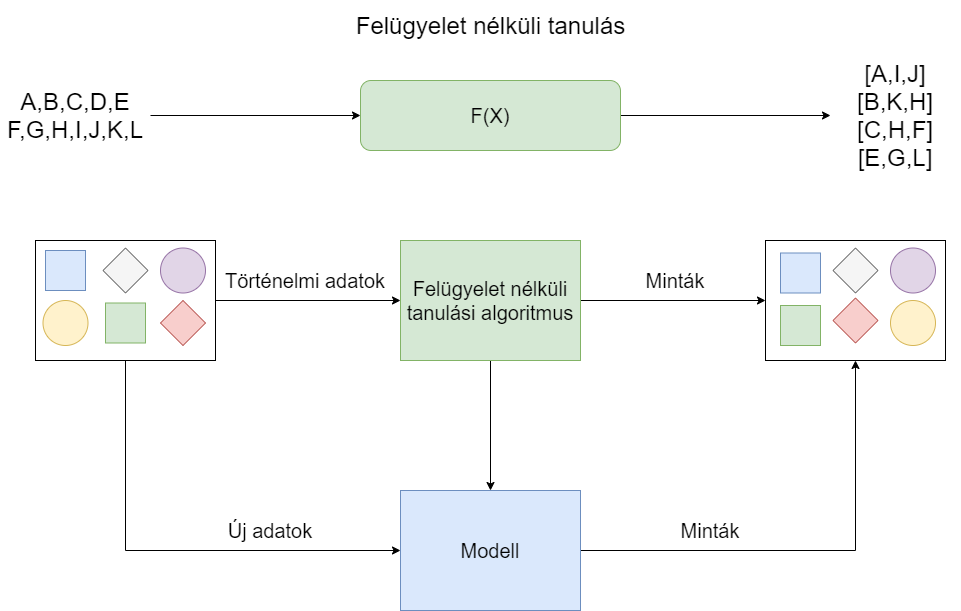 Felügyelet nélküli tanulás
A,B,C,D,E
F,G,H,I,J,K,L
F(X)
[A,I,J]
[B,K,H]
[C,H,F]
[E,G,L]
Történelmi adatok
Felügyelet nélküli
tanulási algoritmus
Minták
Új adatok
Modell
Minták